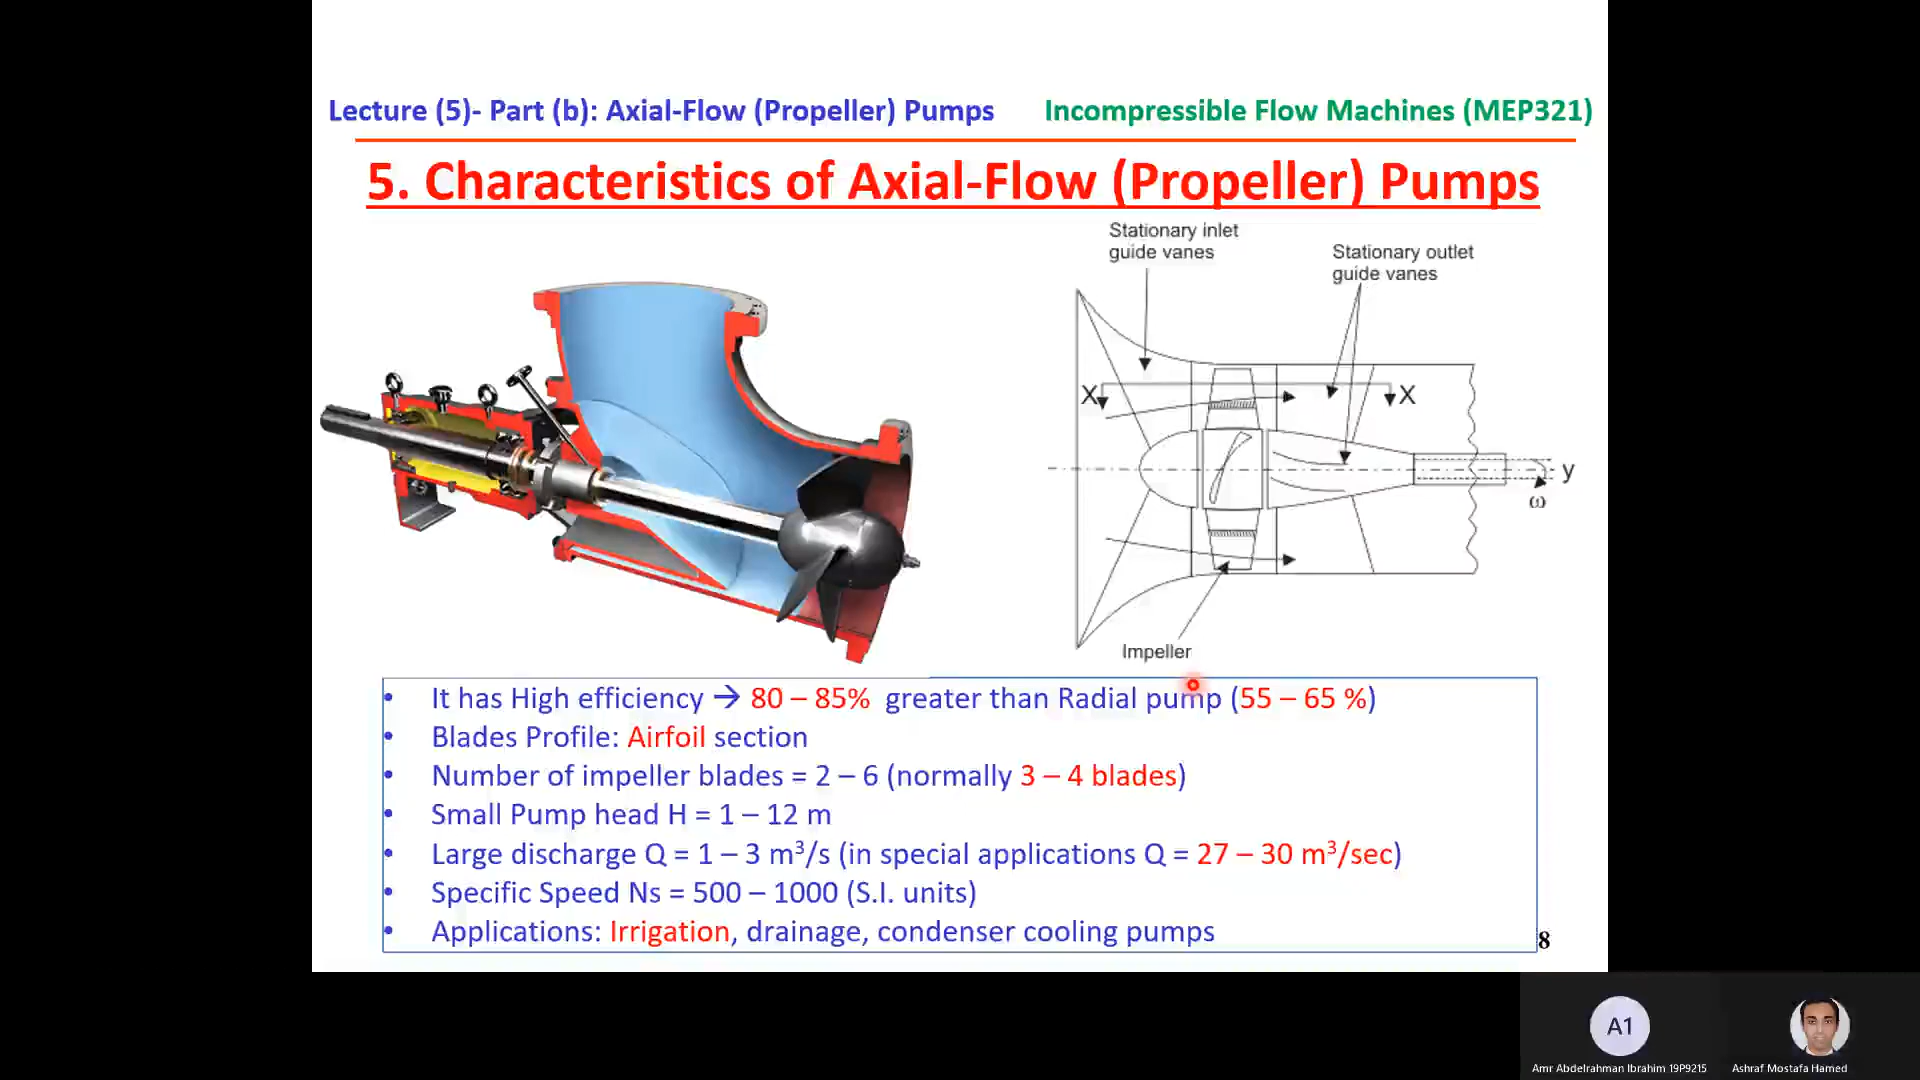 Lecture (5)- Part (b): Axial-Flow (Propeller) Pumps Incompressible Flow Machines (MEP321)
5. Characteristics of Axial-Flow (Propeller) Pumps
Stationary inlet
guide vanes
Stationary outlet
guide vanes
X X
y
ω
Impeller
• It has High efficiency → 80 – 85% greater than Radial pump (55 – 65 %)
• Blades Profile: Airfoil section
• Number of impeller blades = 2 – 6 (normally 3 – 4 blades)
• Small Pump head H = 1 – 12 m
• Large discharge Q = 1 – 3 m³/s (in special applications Q = 27 – 30 m³/sec)
• Specific Speed Ns = 500 – 1000 (S.I. units)
• Applications: Irrigation, drainage, condenser cooling pumps
8
A1
Amr Abdelrahman Ibrahim 19P9215 Ashraf Mostafa Hamed